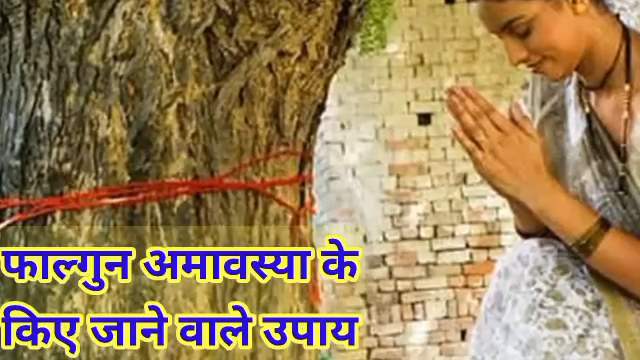 फाल्गुन अमावस्या के
किए जाने वाले उपाय